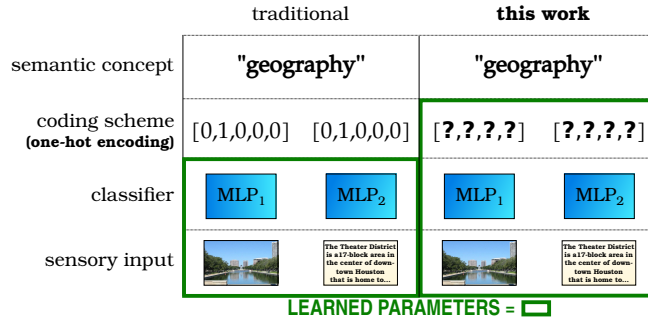 traditional this work
semantic concept "geography" "geography"
coding scheme
(one-hot encoding) [0,1,0,0,0] [0,1,0,0,0] [?,?,?,?] [?,?,?,?]
classifier MLP1 MLP2 MLP1 MLP2
sensory input
The Theater District
is a17-block area in
the center of down-
town Houston
that is home to...
The Theater District
is a17-block area in
the center of down-
town Houston
that is home to...
LEARNED PARAMETERS =